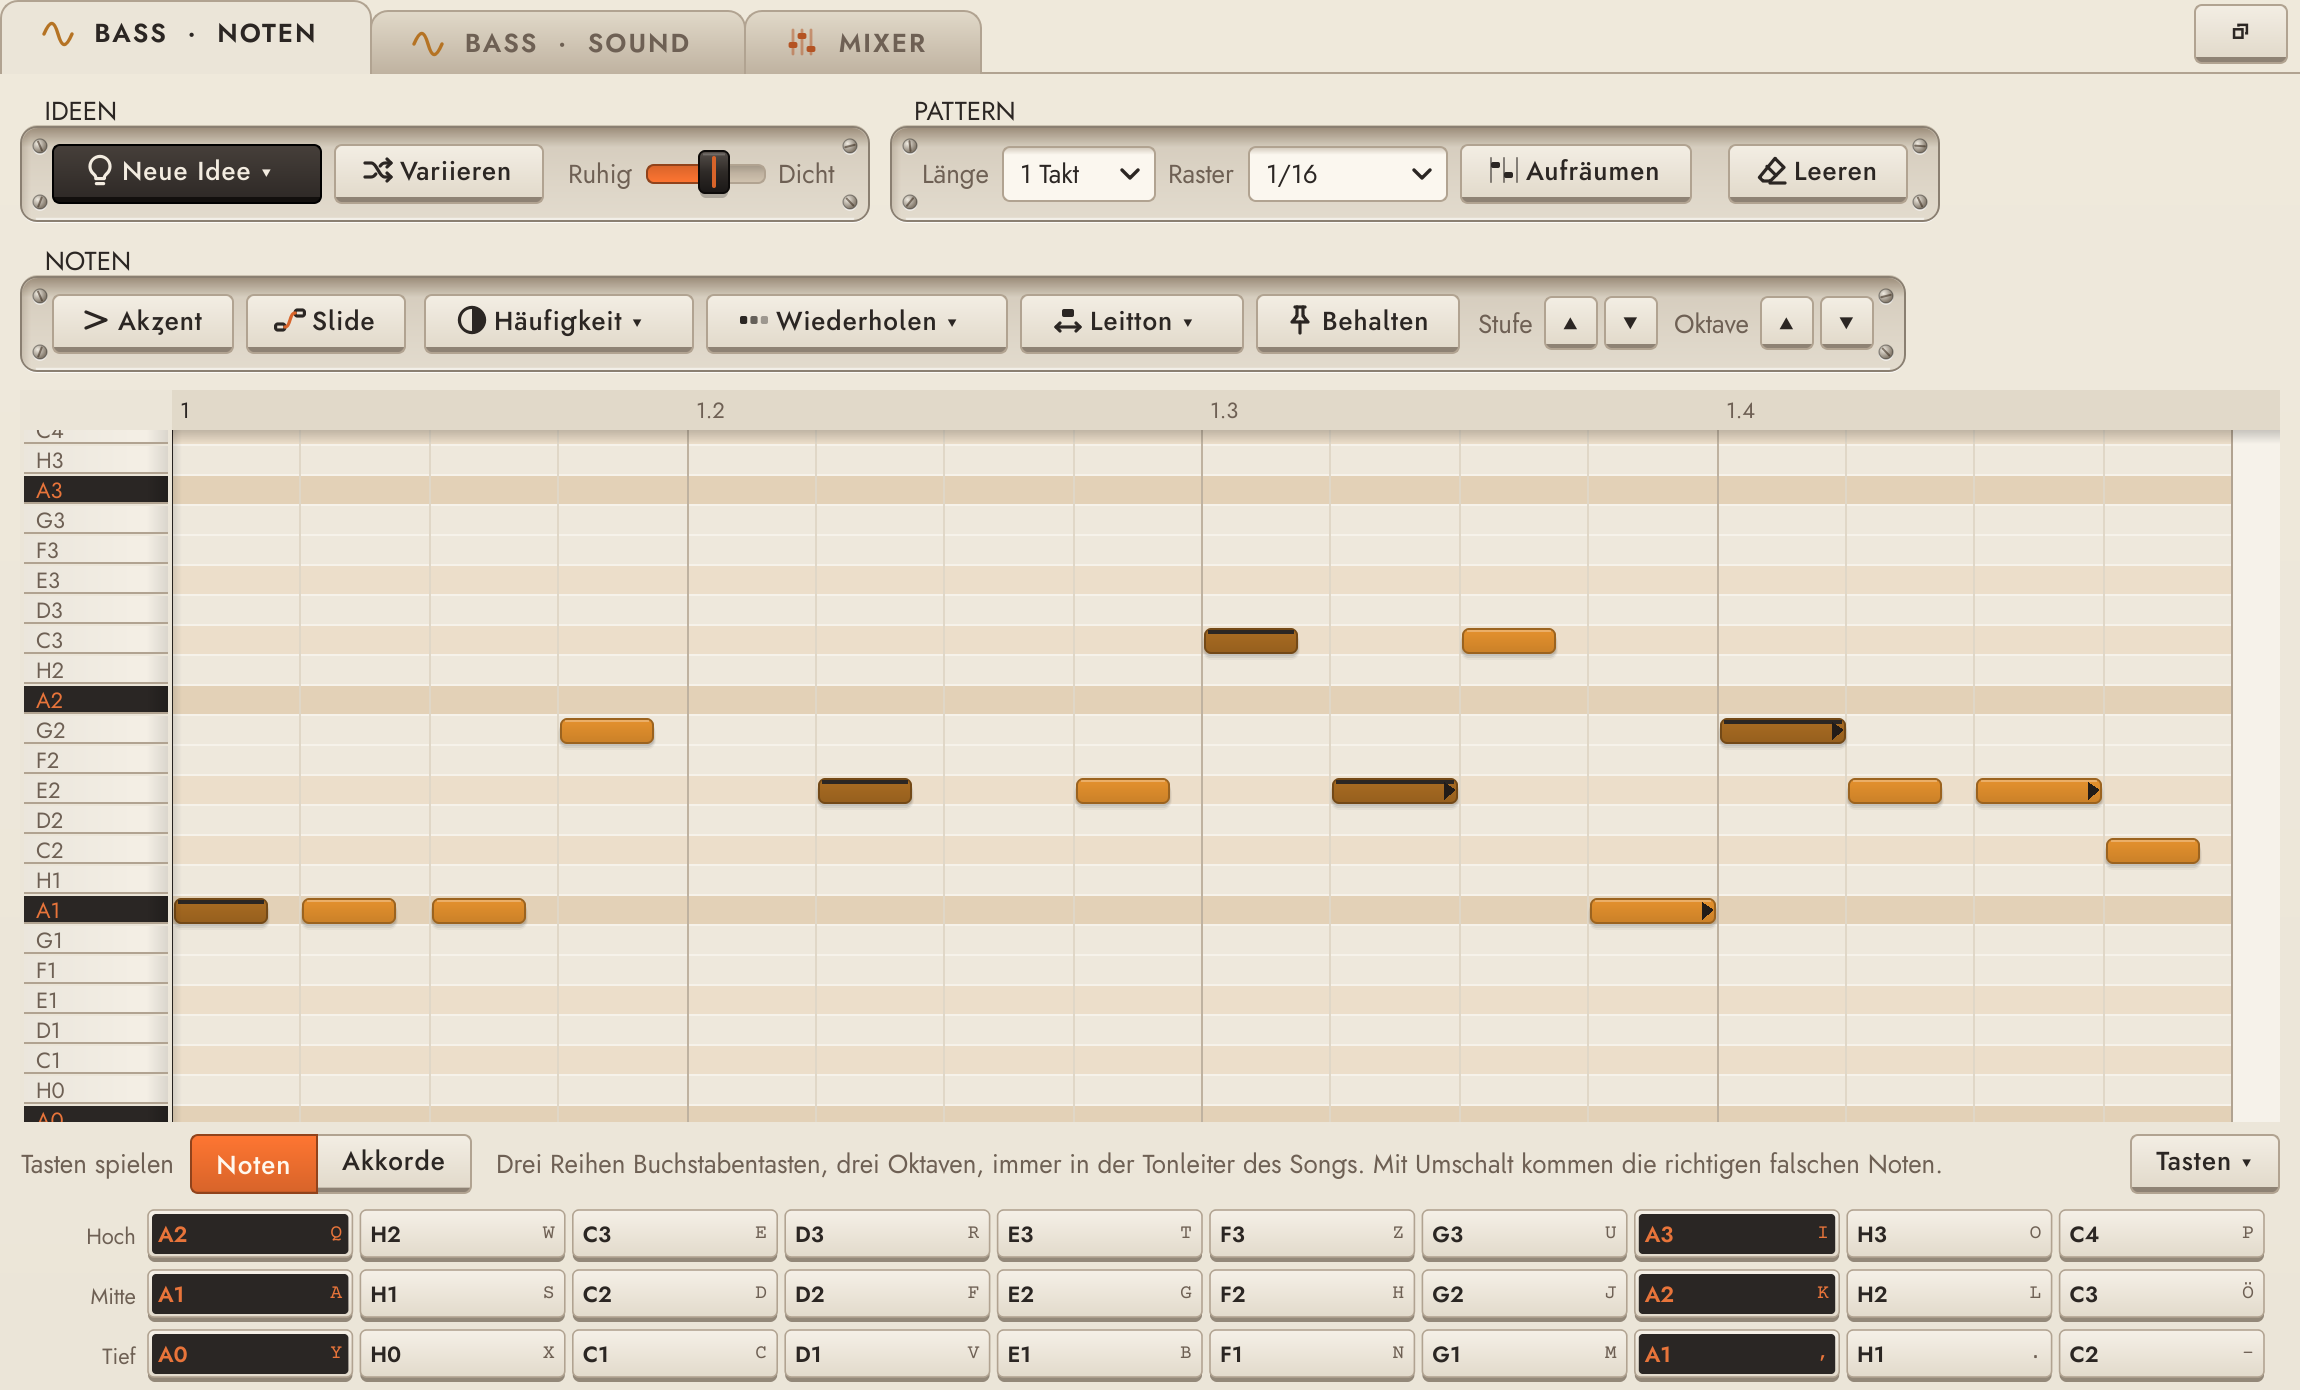 BASS · NOTEN
BASS · SOUND
MIXER
IDEEN
PATTERN
Neue Idee ▾
Variieren
Ruhig
Dicht
Länge
1 Takt
Raster
1/16
Aufräumen
Leeren
NOTEN
Akzent
Slide
Häufigkeit ▾
Wiederholen ▾
Leitton ▾
Behalten
Stufe ▲ ▼
Oktave ▲ ▼
1 1.2 1.3 1.4
C4
H3
A3
G3
F3
E3
D3
C3
H2
A2
G2
F2
E2
D2
C2
H1
A1
G1
F1
E1
D1
C1
H0
A0
Tasten spielen
Noten
Akkorde
Drei Reihen Buchstabentasten, drei Oktaven, immer in der Tonleiter des Songs. Mit Umschalt kommen die richtigen falschen Noten.
Tasten ▾
Hoch A2 Q H2 W C3 E D3 R E3 T F3 Z G3 U A3 I H3 O C4 P
Mitte A1 A H1 S C2 D D2 F E2 G F2 H G2 J A2 K H2 L C3 Ö
Tief A0 Y H0 X C1 C D1 V E1 B F1 N G1 M A1 , H1 . C2 -